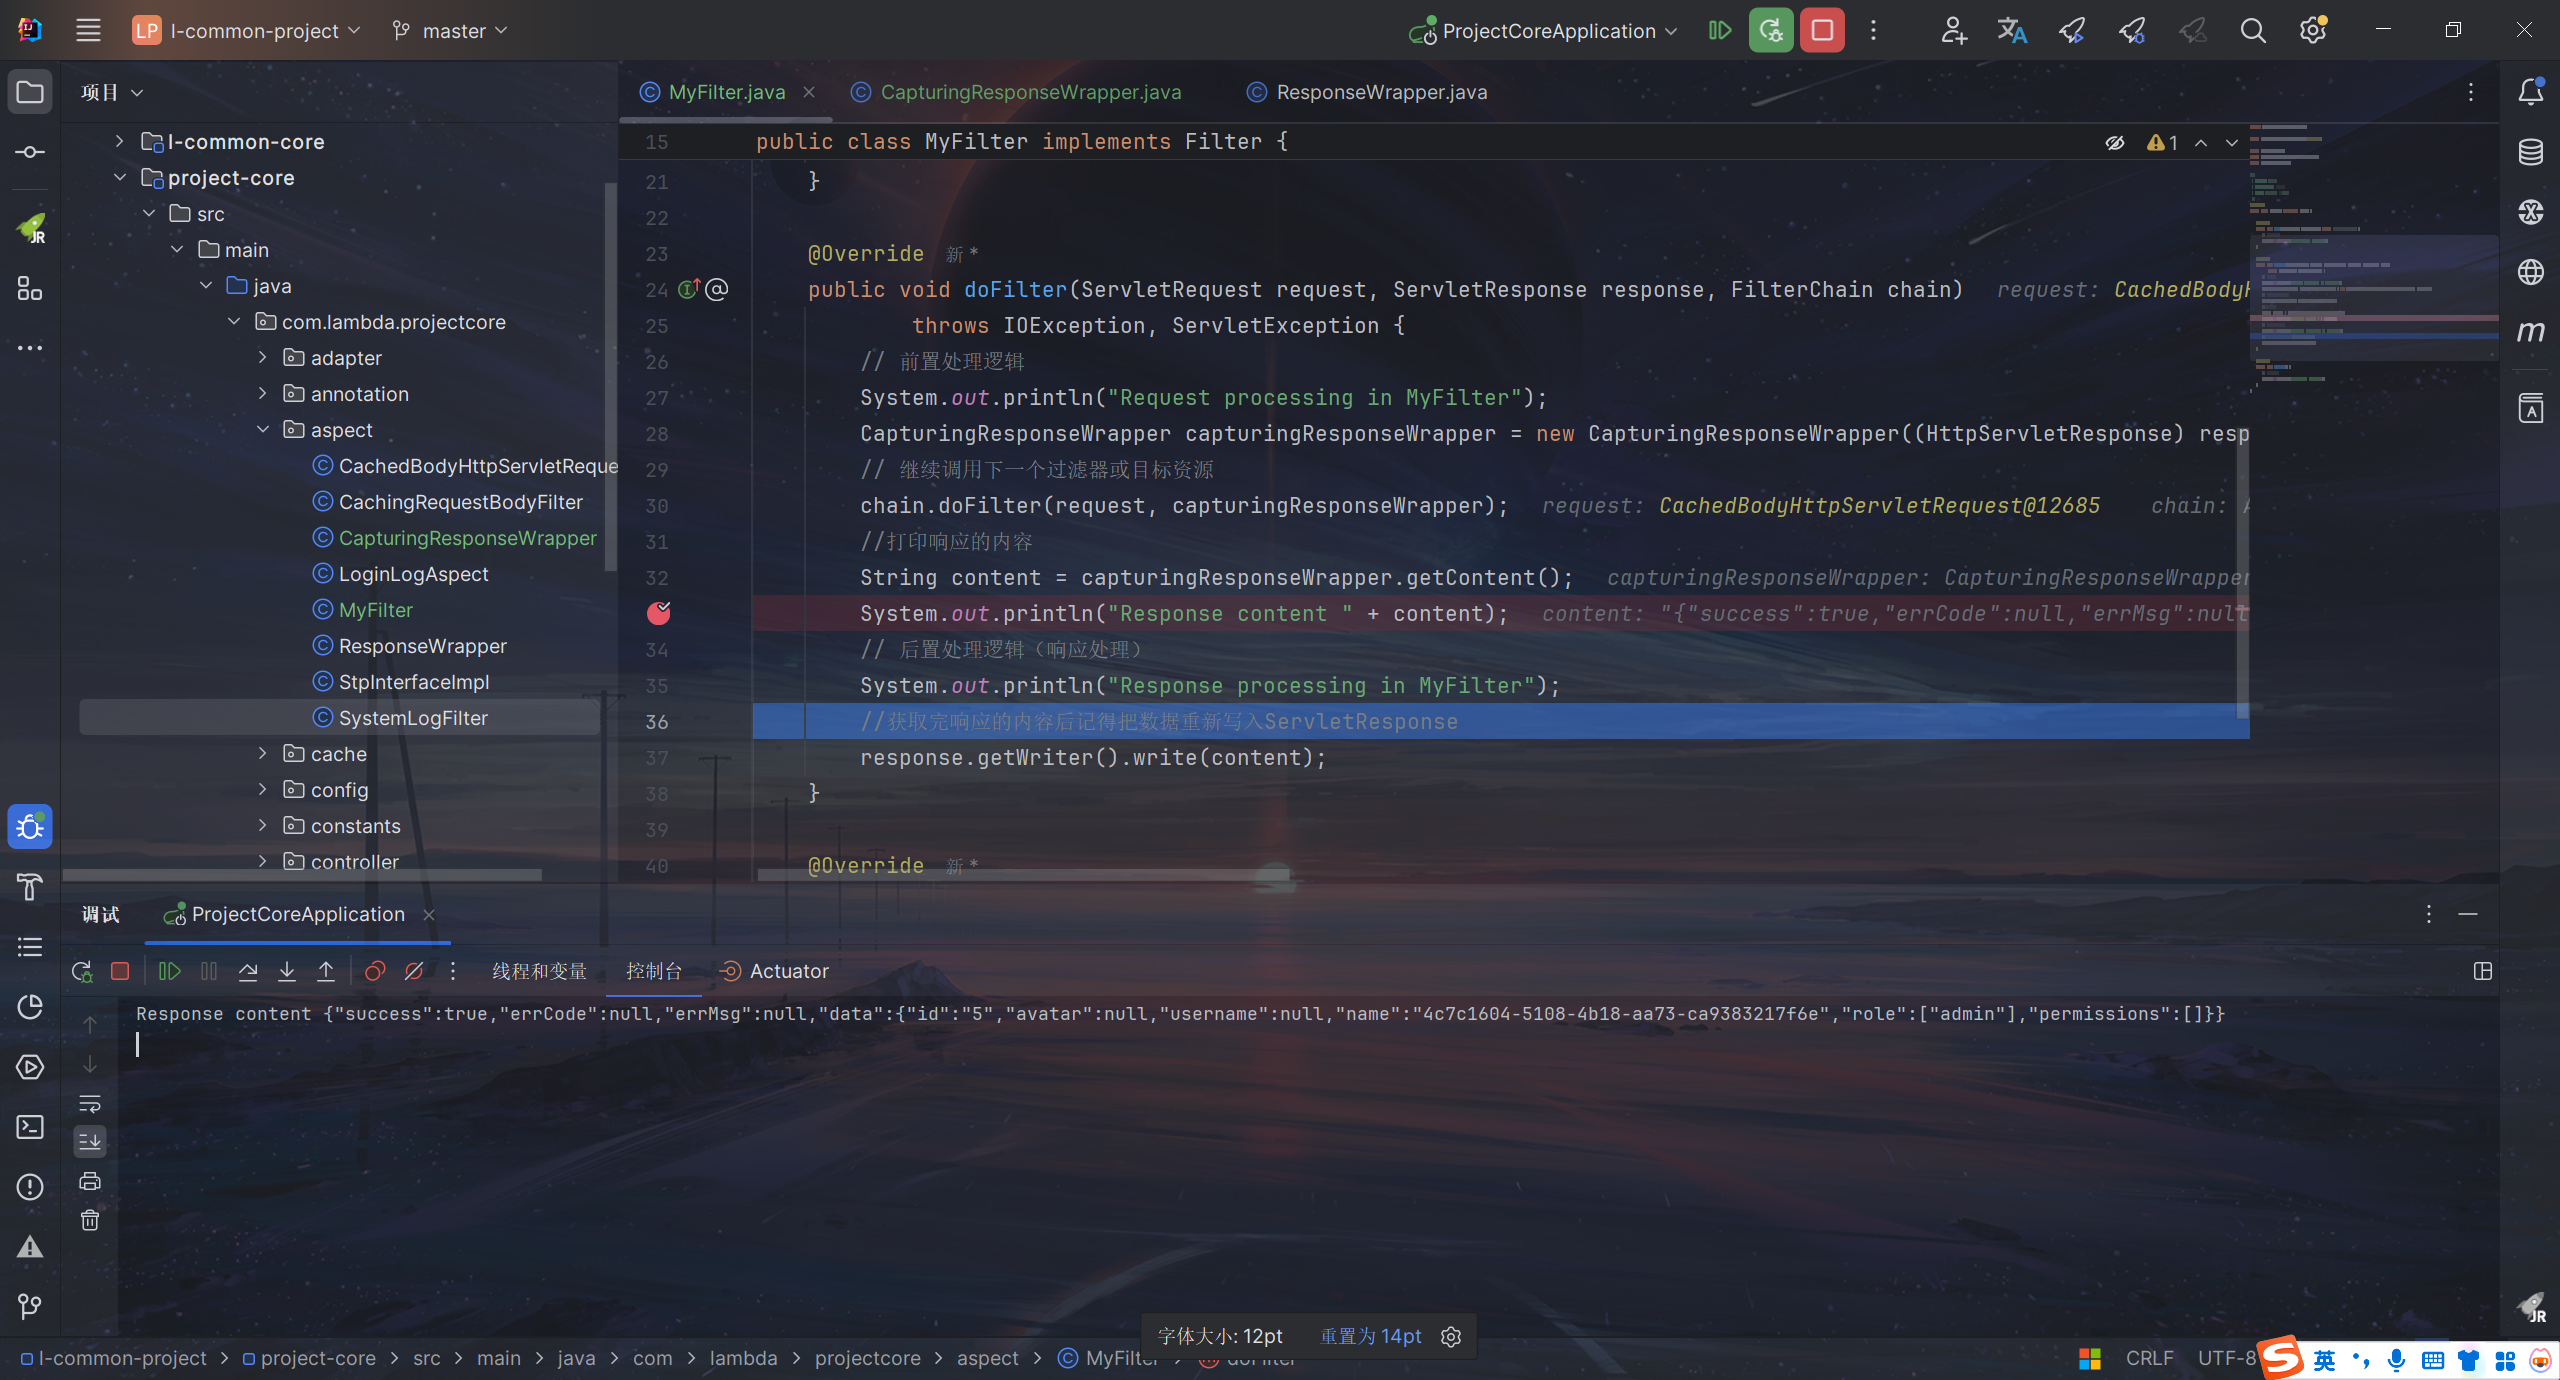 LP l-common-project master ProjectCoreApplication
项目
l-common-core
project-core
src
main
java
com.lambda.projectcore
adapter
annotation
aspect
CachedBodyHttpServletReque
CachingRequestBodyFilter
CapturingResponseWrapper
LoginLogAspect
MyFilter
ResponseWrapper
StpInterfaceImpl
SystemLogFilter
cache
config
constants
controller
MyFilter.java CapturingResponseWrapper.java ResponseWrapper.java
15 public class MyFilter implements Filter { 1
21 }
22
23 @Override 新 *
24 public void doFilter(ServletRequest request, ServletResponse response, FilterChain chain) request: CachedBodyH
25 throws IOException, ServletException {
26 // 前置处理逻辑
27 System.out.println("Request processing in MyFilter");
28 CapturingResponseWrapper capturingResponseWrapper = new CapturingResponseWrapper((HttpServletResponse) resp
29 // 继续调用下一个过滤器或目标资源
30 chain.doFilter(request, capturingResponseWrapper); request: CachedBodyHttpServletRequest@12685 chain: A
31 //打印响应的内容
32 String content = capturingResponseWrapper.getContent(); capturingResponseWrapper: CapturingResponseWrapper
System.out.println("Response content " + content); content: "{"success":true,"errCode":null,"errMsg":null
34 // 后置处理逻辑（响应处理）
35 System.out.println("Response processing in MyFilter");
36 //获取完响应的内容后记得把数据重新写入ServletResponse
37 response.getWriter().write(content);
38 }
39
40 @Override 新 *
调试 ProjectCoreApplication
线程和变量 控制台 Actuator
Response content {"success":true,"errCode":null,"errMsg":null,"data":{"id":"5","avatar":null,"username":null,"name":"4c7c1604-5108-4b18-aa73-ca9383217f6e","role":["admin"],"permissions":[]}}
字体大小: 12pt 重置为 14pt
l-common-project > project-core > src > main > java > com > lambda > projectcore > aspect > MyFilter > doFilter CRLF UTF-8 英